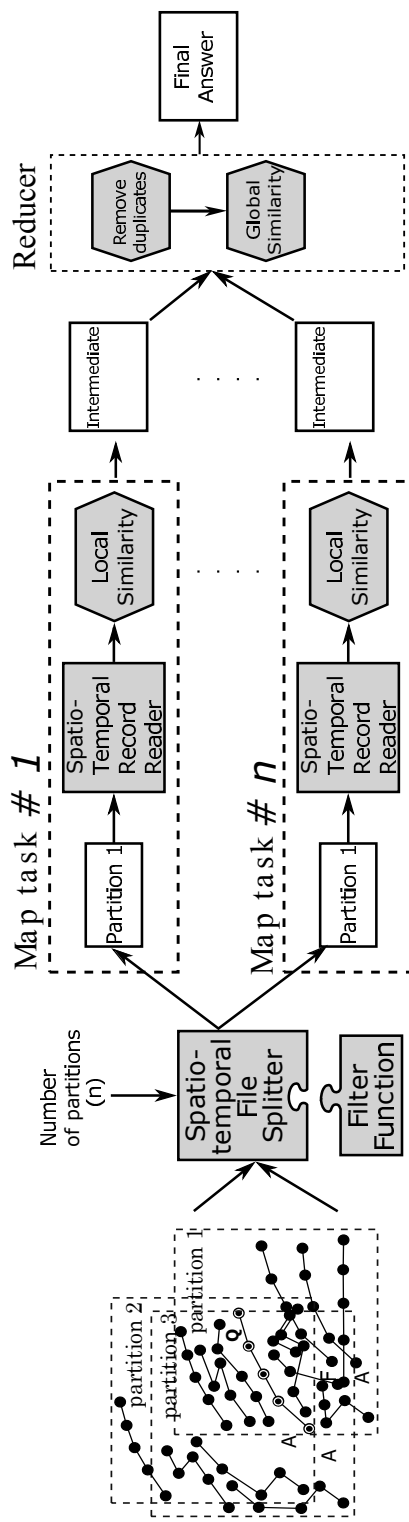 partition 2
partition 3
partition 1
Q
A
A
A
Number
of partitions
(n)
Spatio-
temporal
File
Splitter
Filter
Function
Map task # 1
Partition 1
Spatio-
Temporal
Record
Reader
Local
Similarity
Intermediate
. . . .
. . . .
Map task # n
Partition 1
Spatio-
Temporal
Record
Reader
Local
Similarity
Intermediate
Reducer
Remove
duplicates
Global
Similarity
Final
Answer